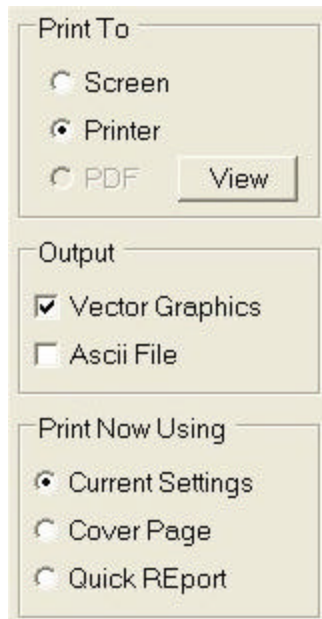 Print To
Screen
Printer
PDF View
Output
Vector Graphics
Ascii File
Print Now Using
Current Settings
Cover Page
Quick REport